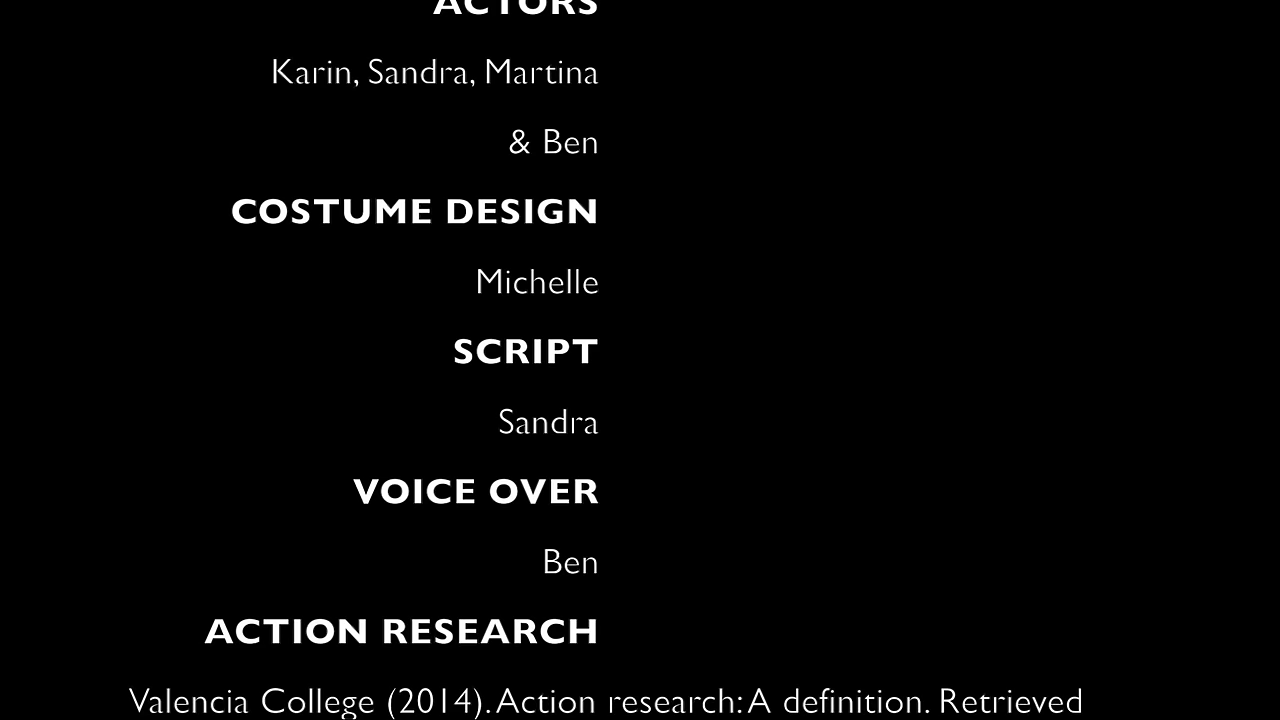 ACTORS
Karin, Sandra, Martina
& Ben
COSTUME DESIGN
Michelle
SCRIPT
Sandra
VOICE OVER
Ben
ACTION RESEARCH
Valencia College (2014). Action research: A definition. Retrieved